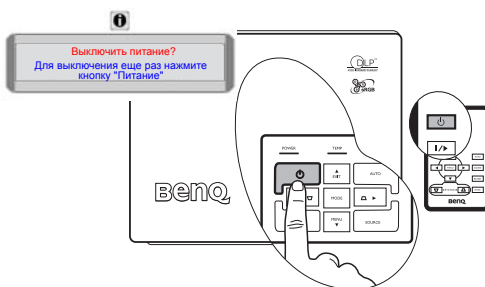 Выключить питание?
Для выключения еще раз нажмите
кнопку "Питание"
DLP
sRGB
POWER
TEMP
EXIT
AUTO
MODE
MENU
SOURCE
BenQ
BenQ